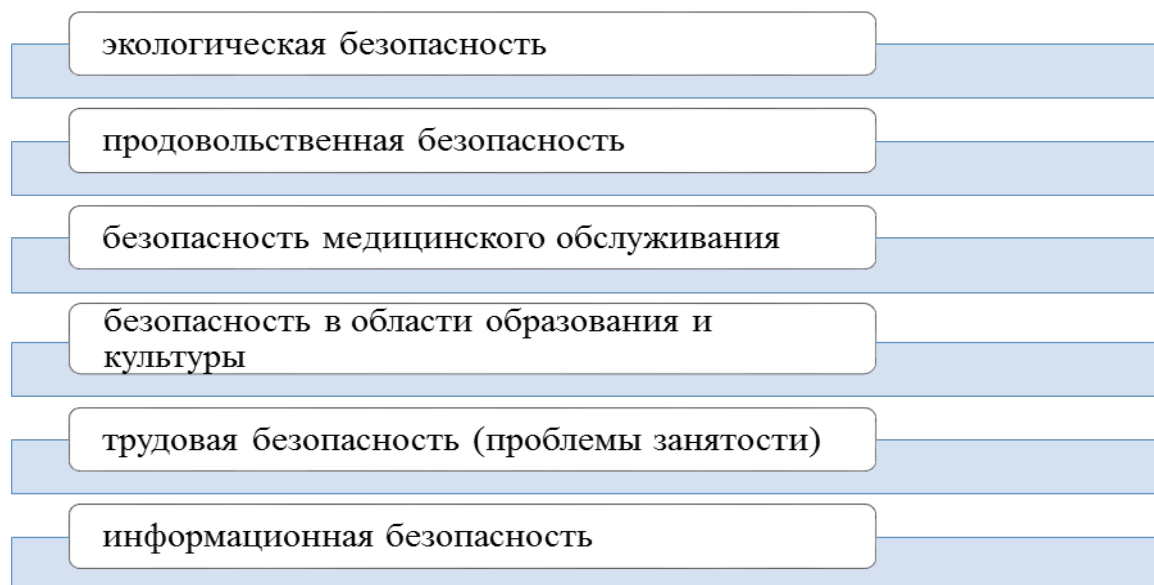 экологическая безопасность
продовольственная безопасность
безопасность медицинского обслуживания
безопасность в области образования и
культуры
трудовая безопасность (проблемы занятости)
информационная безопасность